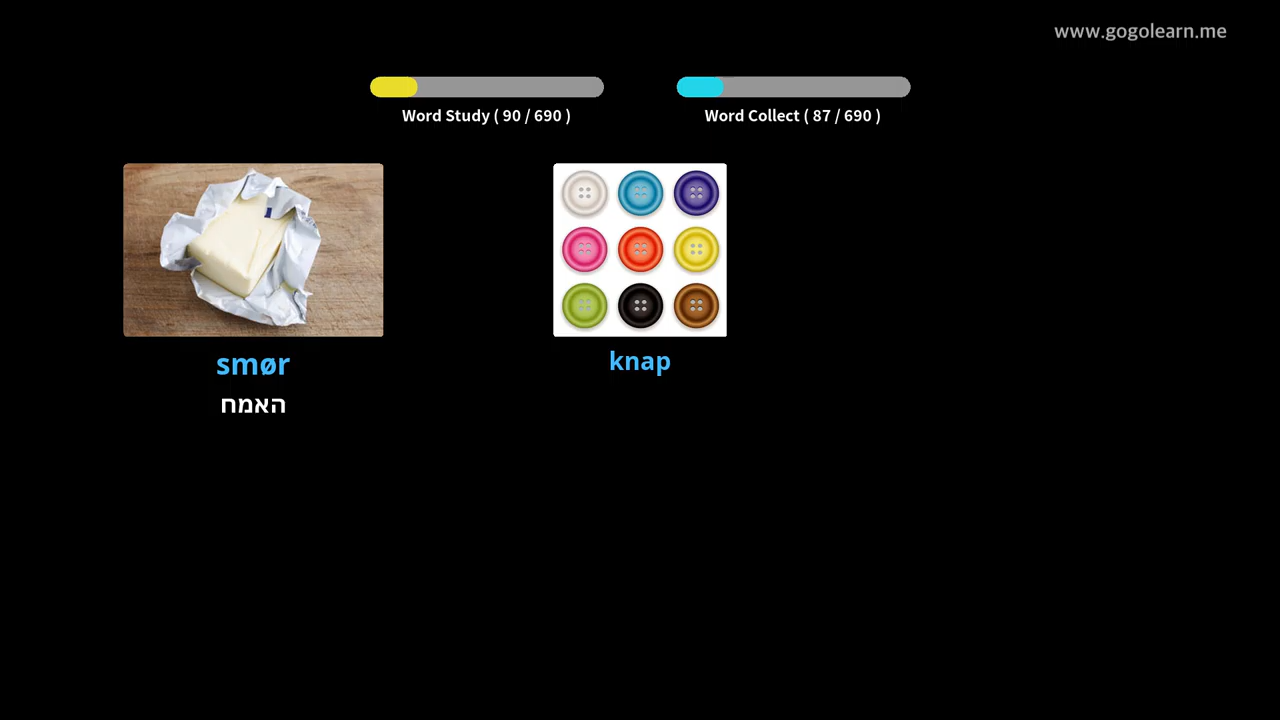 www.gogolearn.me
Word Study ( 90 / 690 )
Word Collect ( 87 / 690 )
smør
האמח
knap